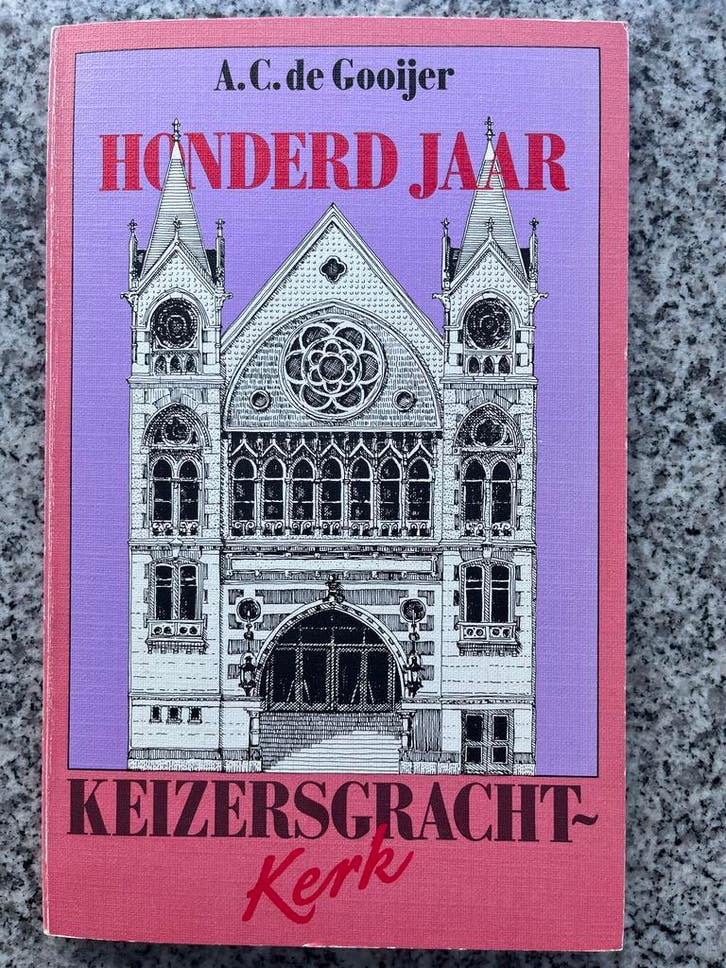 A.C. de Gooijer
HONDERD JAAR
KEIZERSGRACHT~
Kerk